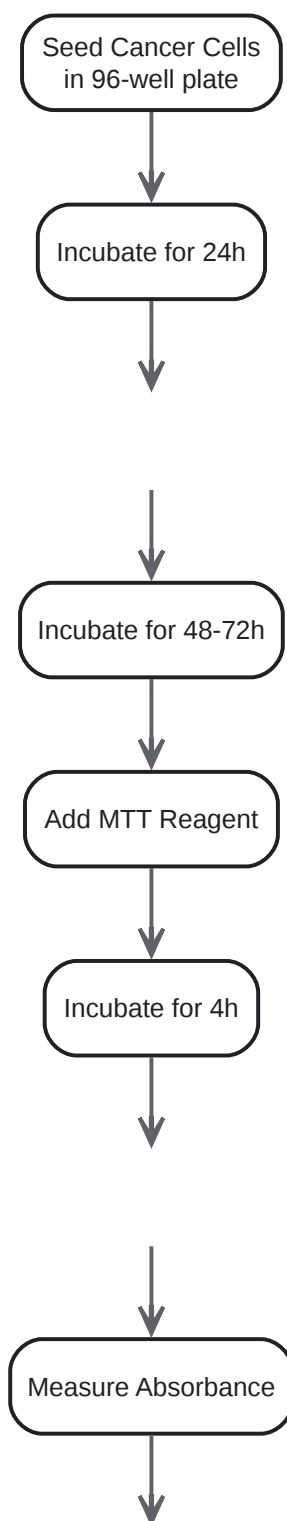 Seed Cancer Cells
in 96-well plate
Incubate for 24h
Incubate for 48-72h
Add MTT Reagent
Incubate for 4h
Measure Absorbance